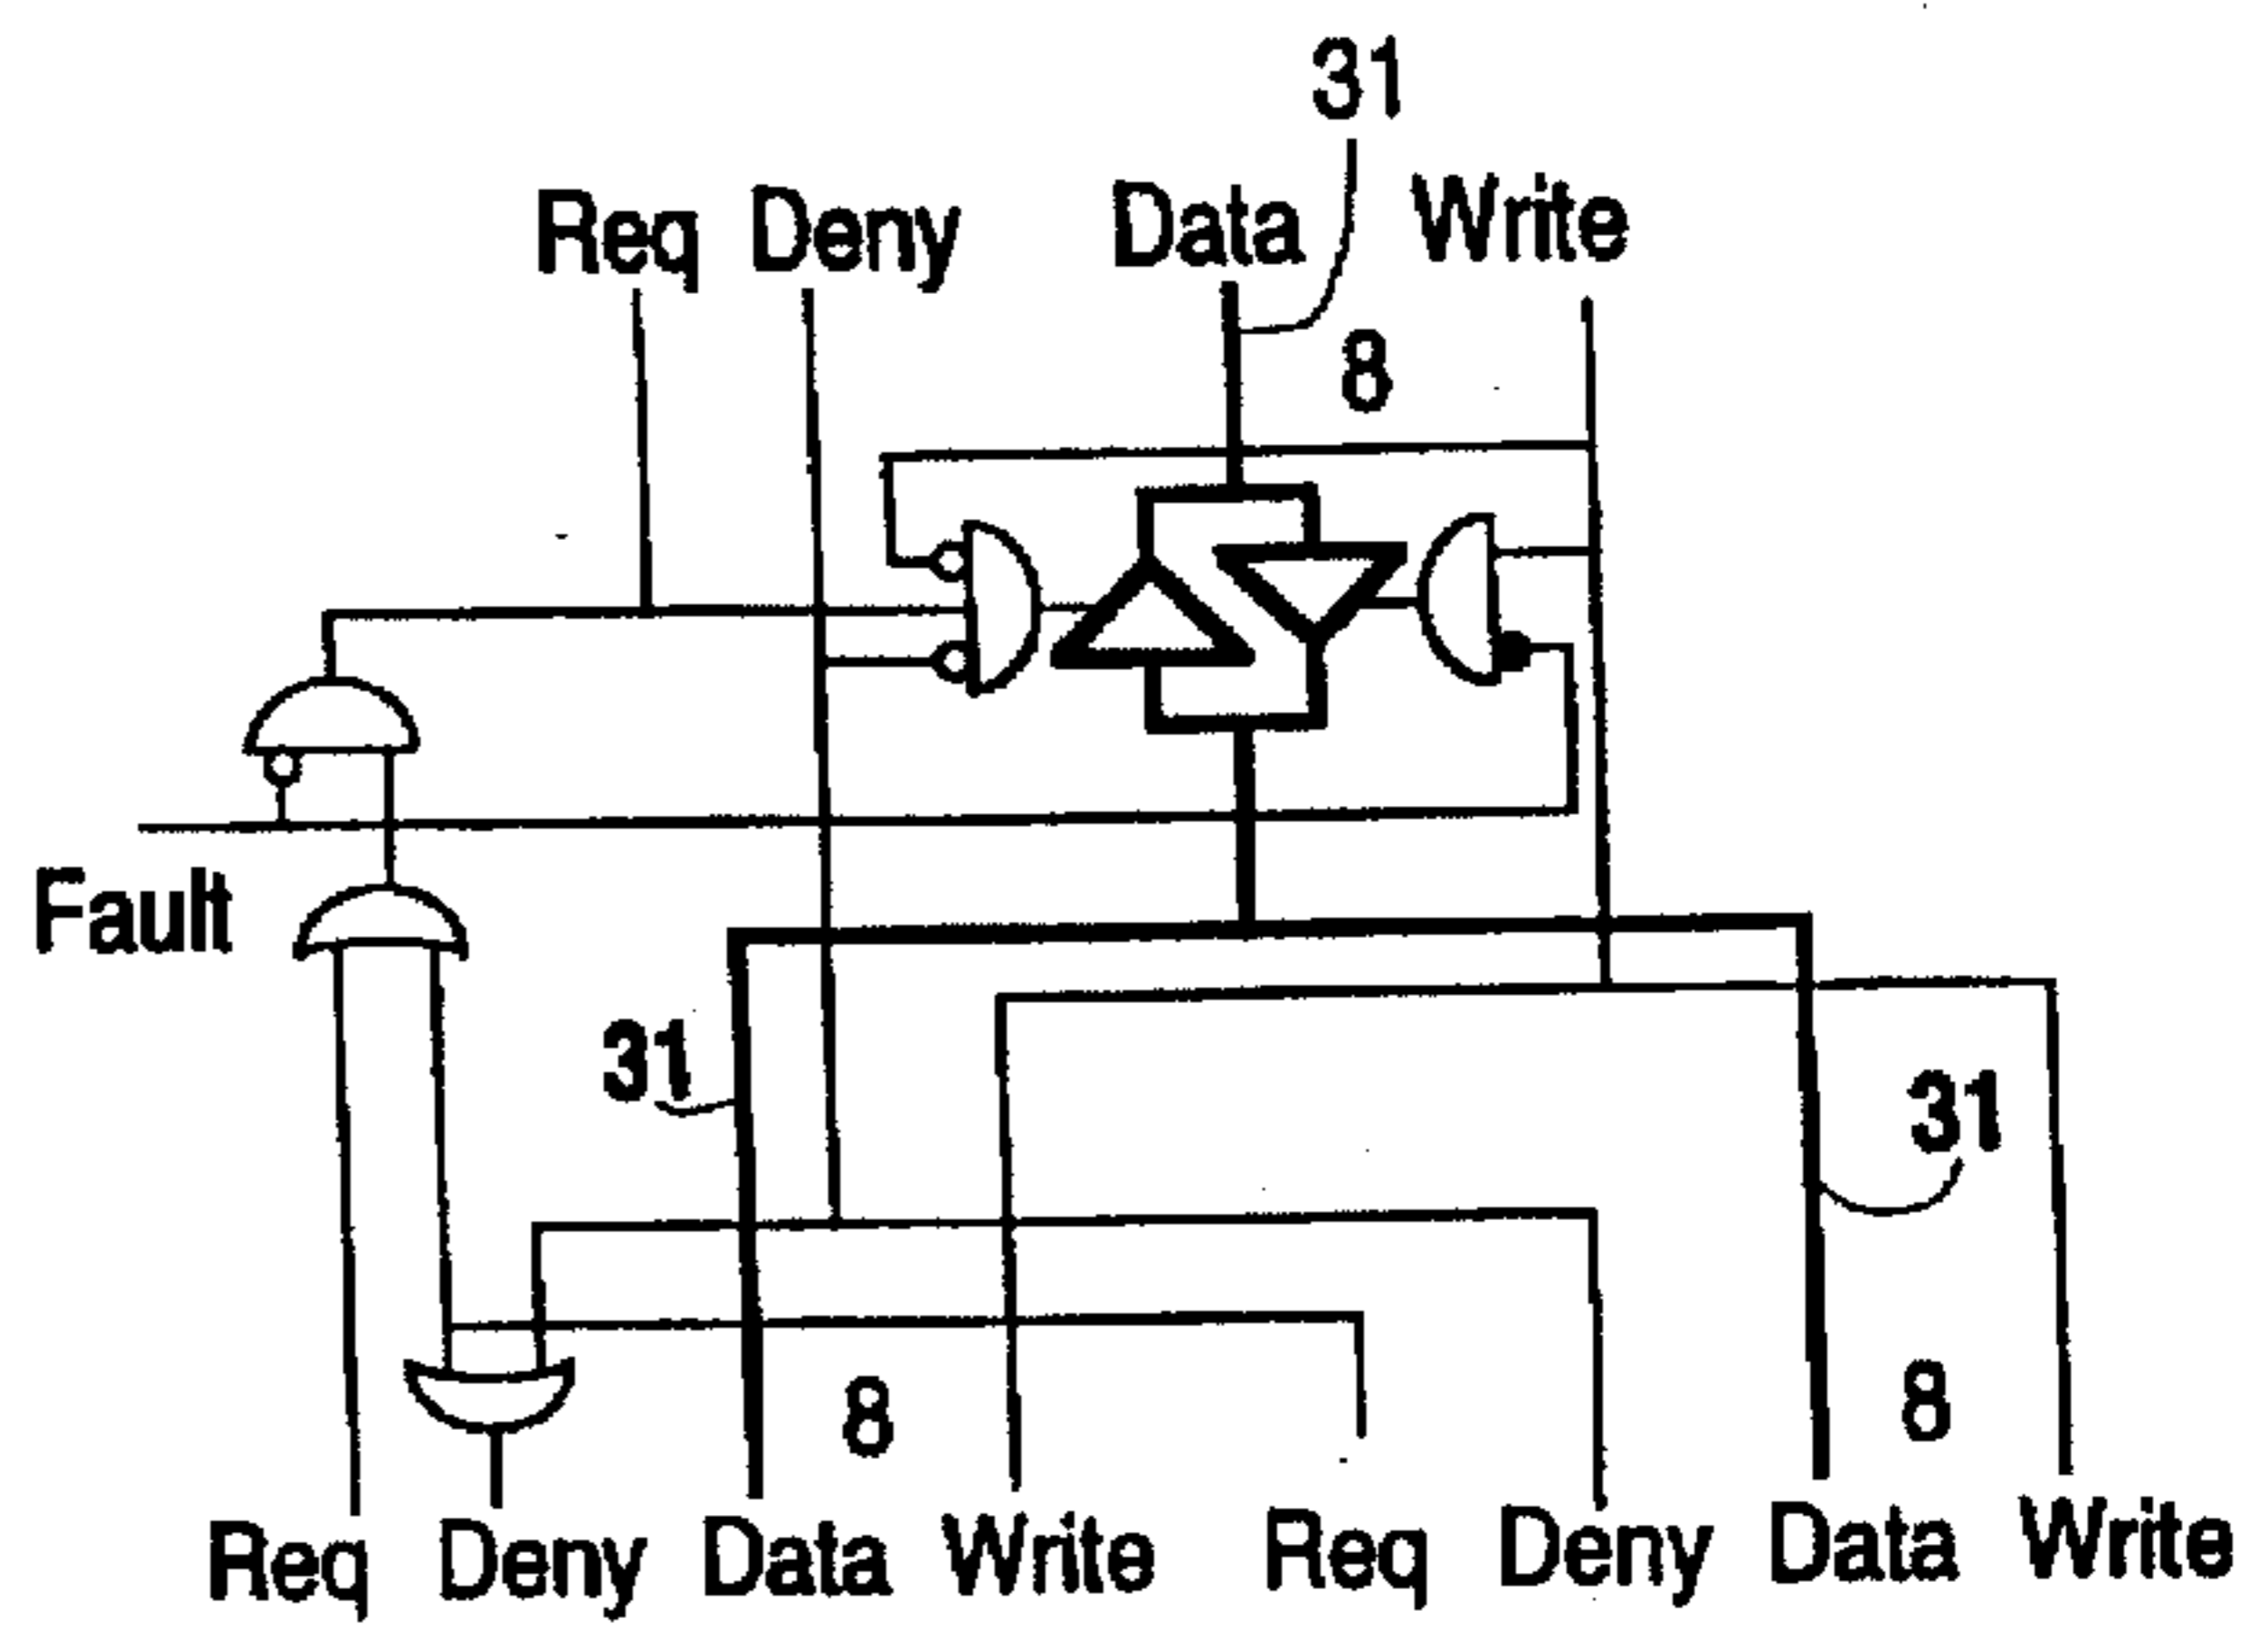 31
Req Deny Data Write
8
Fault
31
31
8 8
Req Deny Data Write Req Deny Data Write